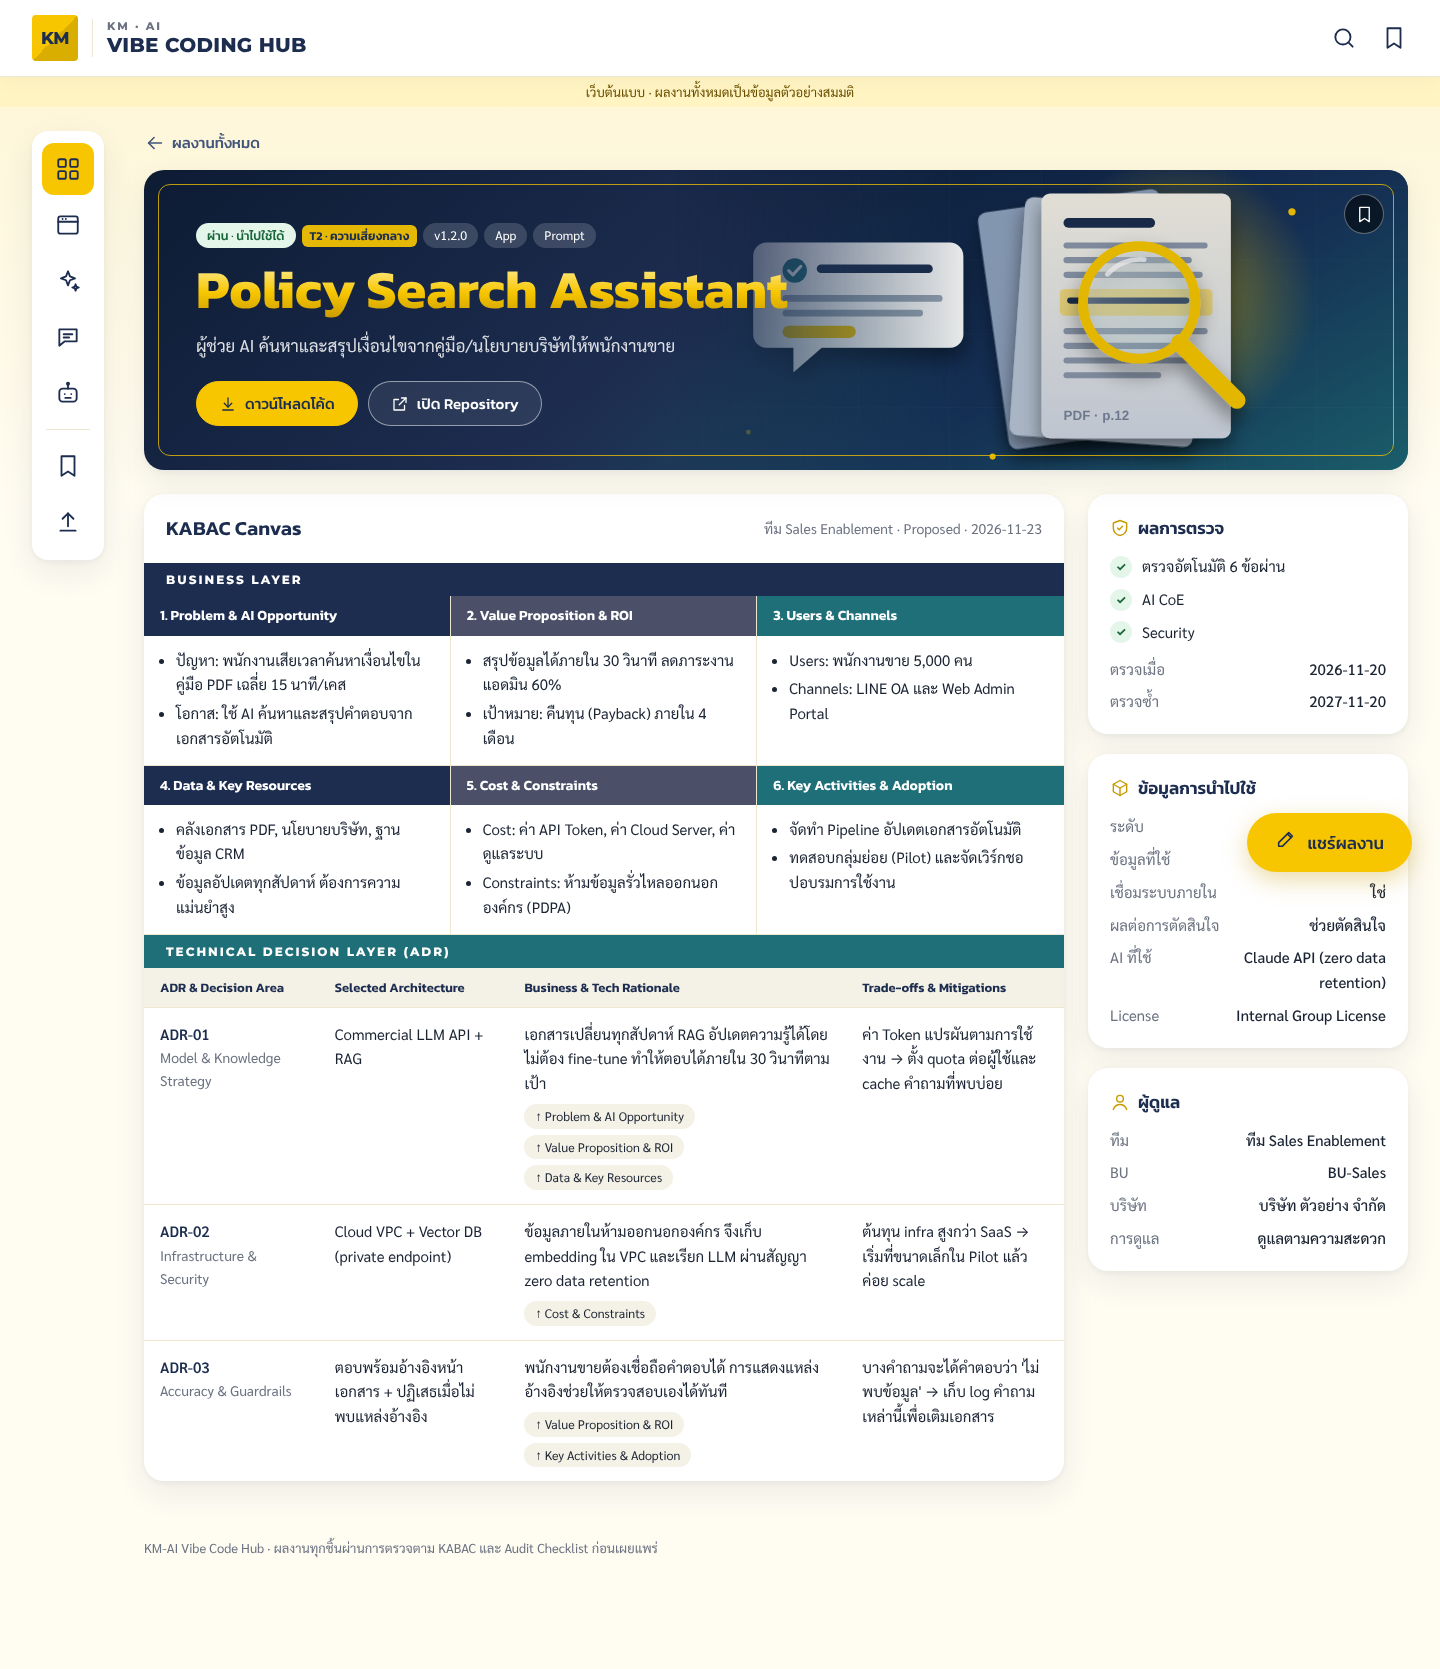 KM
KM · AI
VIBE CODING HUB
เว็บต้นแบบ · ผลงานทั้งหมดเป็นข้อมูลตัวอย่างสมมติ
ผลงานทั้งหมด
ผ่าน · นำไปใช้ได้
T2 · ความเสี่ยงกลาง
v1.2.0
App
Prompt
Policy Search Assistant
ผู้ช่วย AI ค้นหาและสรุปเงื่อนไขจากคู่มือ/นโยบายบริษัทให้พนักงานขาย
ดาวน์โหลดโค้ด
เปิด Repository
PDF · p.12
KABAC Canvas
ทีม Sales Enablement · Proposed · 2026-11-23
BUSINESS LAYER
1. Problem & AI Opportunity
ปัญหา: พนักงานเสียเวลาค้นหาเงื่อนไขใน
คู่มือ PDF เฉลี่ย 15 นาที/เคส
โอกาส: ใช้ AI ค้นหาและสรุปคำตอบจาก
เอกสารอัตโนมัติ
2. Value Proposition & ROI
สรุปข้อมูลได้ภายใน 30 วินาที ลดภาระงาน
แอดมิน 60%
เป้าหมาย: คืนทุน (Payback) ภายใน 4
เดือน
3. Users & Channels
Users: พนักงานขาย 5,000 คน
Channels: LINE OA และ Web Admin
Portal
4. Data & Key Resources
คลังเอกสาร PDF, นโยบายบริษัท, ฐาน
ข้อมูล CRM
ข้อมูลอัปเดตทุกสัปดาห์ ต้องการความ
แม่นยำสูง
5. Cost & Constraints
Cost: ค่า API Token, ค่า Cloud Server, ค่า
ดูแลระบบ
Constraints: ห้ามข้อมูลรั่วไหลออกนอก
องค์กร (PDPA)
6. Key Activities & Adoption
จัดทำ Pipeline อัปเดตเอกสารอัตโนมัติ
ทดสอบกลุ่มย่อย (Pilot) และจัดเวิร์กชอ
ปอบรมการใช้งาน
TECHNICAL DECISION LAYER (ADR)
ADR & Decision Area
Selected Architecture
Business & Tech Rationale
Trade-offs & Mitigations
ADR-01
Model & Knowledge
Strategy
Commercial LLM API +
RAG
เอกสารเปลี่ยนทุกสัปดาห์ RAG อัปเดตความรู้ได้โดย
ไม่ต้อง fine-tune ทำให้ตอบได้ภายใน 30 วินาทีตาม
เป้า
↑ Problem & AI Opportunity
↑ Value Proposition & ROI
↑ Data & Key Resources
ค่า Token แปรผันตามการใช้
งาน → ตั้ง quota ต่อผู้ใช้และ
cache คำถามที่พบบ่อย
ADR-02
Infrastructure &
Security
Cloud VPC + Vector DB
(private endpoint)
ข้อมูลภายในห้ามออกนอกองค์กร จึงเก็บ
embedding ใน VPC และเรียก LLM ผ่านสัญญา
zero data retention
↑ Cost & Constraints
ต้นทุน infra สูงกว่า SaaS →
เริ่มที่ขนาดเล็กใน Pilot แล้ว
ค่อย scale
ADR-03
Accuracy & Guardrails
ตอบพร้อมอ้างอิงหน้า
เอกสาร + ปฏิเสธเมื่อไม่
พบแหล่งอ้างอิง
พนักงานขายต้องเชื่อถือคำตอบได้ การแสดงแหล่ง
อ้างอิงช่วยให้ตรวจสอบเองได้ทันที
↑ Value Proposition & ROI
↑ Key Activities & Adoption
บางคำถามจะได้คำตอบว่า 'ไม่
พบข้อมูล' → เก็บ log คำถาม
เหล่านี้เพื่อเติมเอกสาร
ผลการตรวจ
ตรวจอัตโนมัติ 6 ข้อผ่าน
AI CoE
Security
ตรวจเมื่อ 2026-11-20
ตรวจซ้ำ 2027-11-20
ข้อมูลการนำไปใช้
ระดับ
ข้อมูลที่ใช้
แชร์ผลงาน
เชื่อมระบบภายใน ใช่
ผลต่อการตัดสินใจ ช่วยตัดสินใจ
AI ที่ใช้ Claude API (zero data
retention)
License Internal Group License
ผู้ดูแล
ทีม ทีม Sales Enablement
BU BU-Sales
บริษัท บริษัท ตัวอย่าง จำกัด
การดูแล ดูแลตามความสะดวก
KM-AI Vibe Code Hub · ผลงานทุกชิ้นผ่านการตรวจตาม KABAC และ Audit Checklist ก่อนเผยแพร่